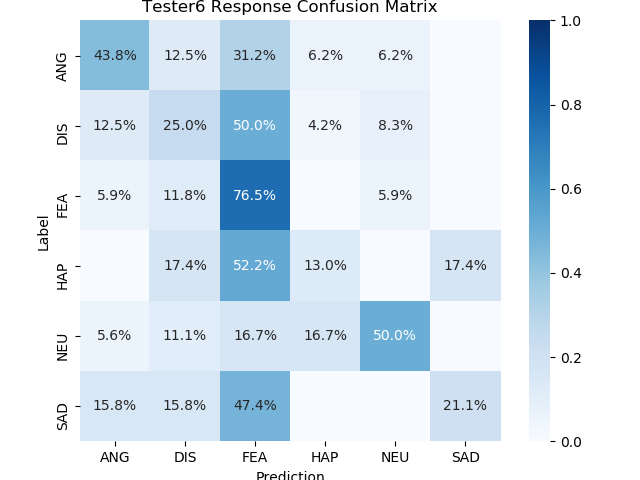 Tester6 Response Confusion Matrix
ANG 43.8% 12.5% 31.2% 6.2% 6.2%
DIS 12.5% 25.0% 50.0% 4.2% 8.3%
FEA 5.9% 11.8% 76.5% 5.9%
HAP 17.4% 52.2% 13.0% 17.4%
NEU 5.6% 11.1% 16.7% 16.7% 50.0%
SAD 15.8% 15.8% 47.4% 21.1%
ANG DIS FEA HAP NEU SAD
Prediction
Label
1.0
0.8
0.6
0.4
0.2
0.0